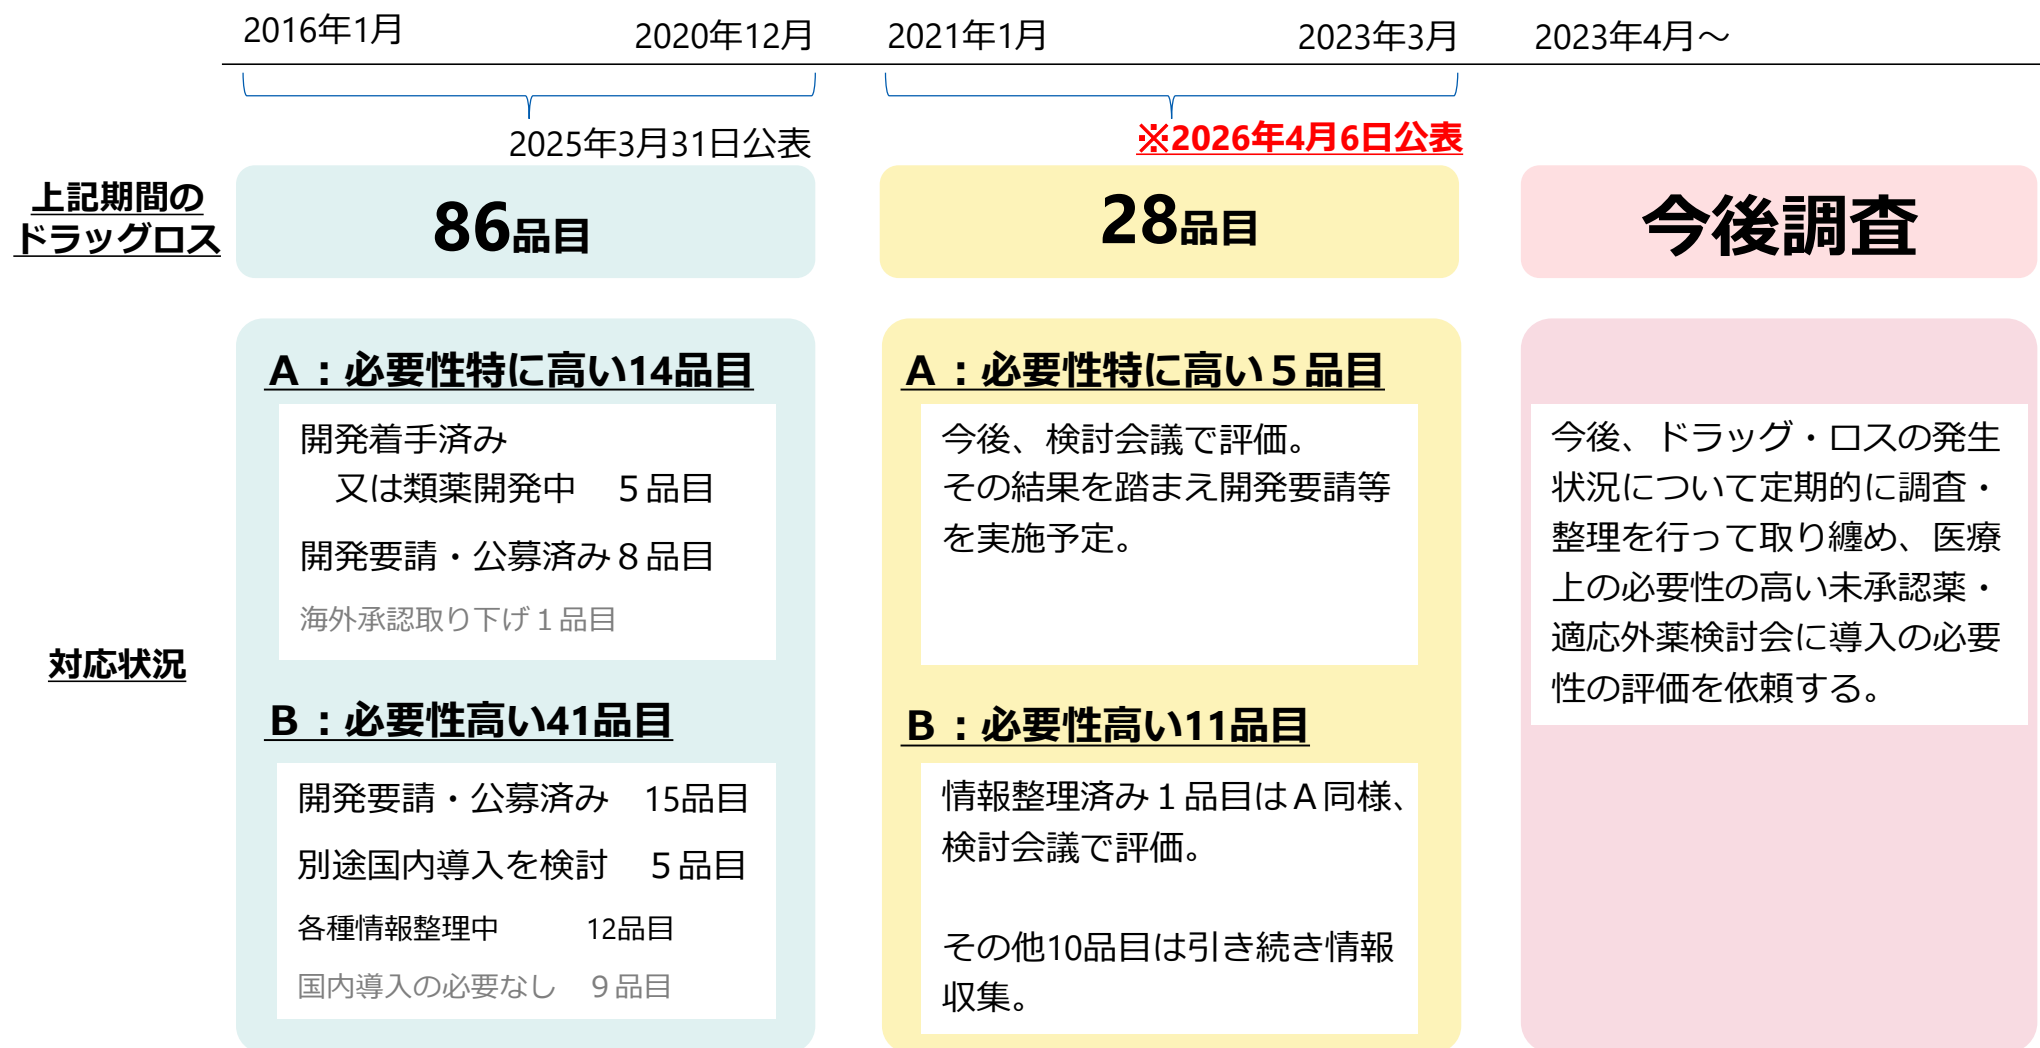 2016年1月
2020年12月
2021年1月
2023年3月
2023年4月～
2025年3月31日公表
※2026年4月6日公表
上記期間の
ドラッグロス
86品目
28品目
今後調査
対応状況
Ａ：必要性特に高い14品目
開発着手済み
又は類薬開発中　５品目
開発要請・公募済み８品目
海外承認取り下げ１品目
Ｂ：必要性高い41品目
開発要請・公募済み　15品目
別途国内導入を検討　５品目
各種情報整理中　12品目
国内導入の必要なし　９品目
Ａ：必要性特に高い５品目
今後、検討会議で評価。
その結果を踏まえ開発要請等
を実施予定。
Ｂ：必要性高い11品目
情報整理済み１品目はＡ同様、
検討会議で評価。
その他10品目は引き続き情報
収集。
今後、ドラッグ・ロスの発生
状況について定期的に調査・
整理を行って取り纏め、医療
上の必要性の高い未承認薬・
適応外薬検討会に導入の必要
性の評価を依頼する。